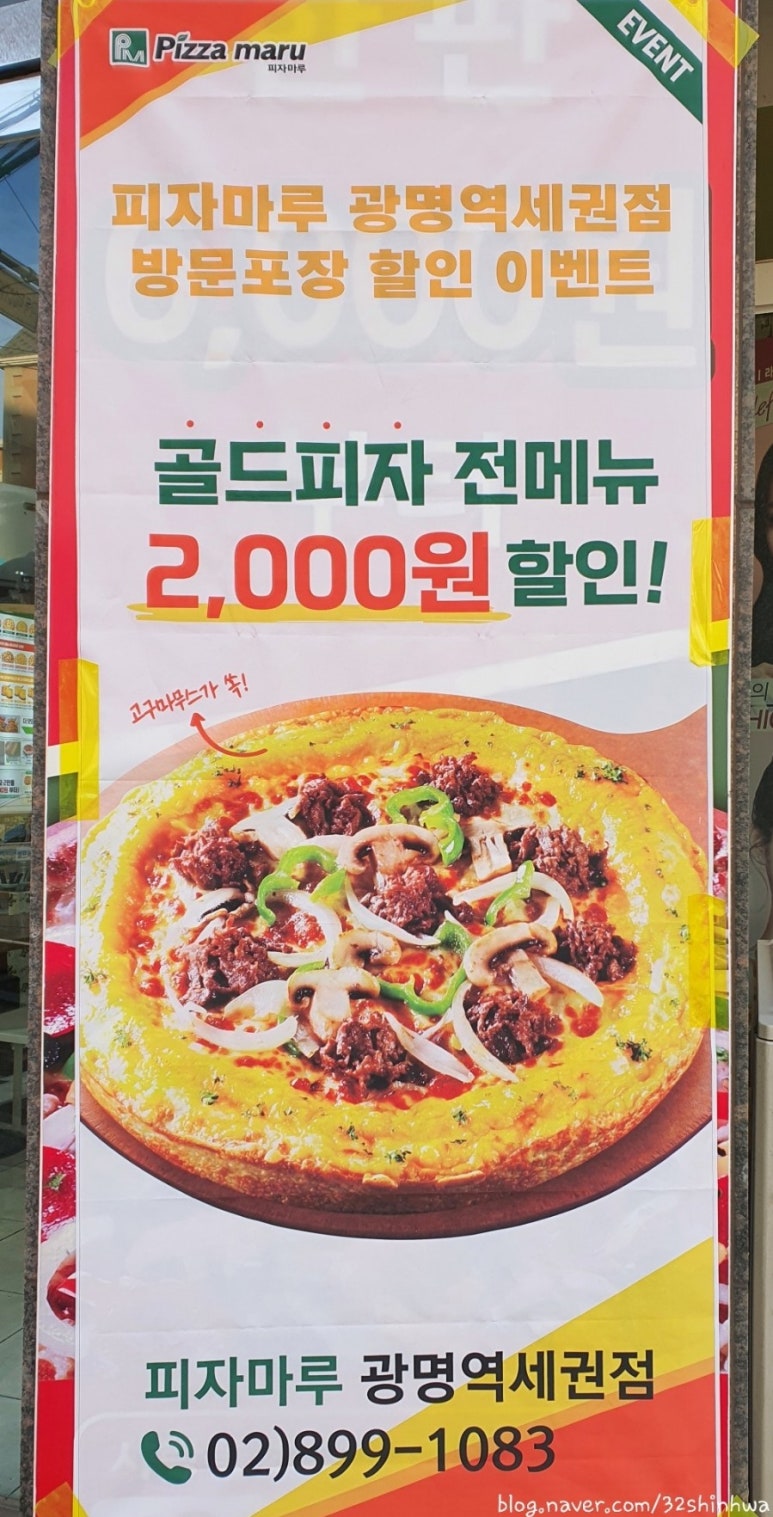 PM Pizza maru
피자마루
EVENT
피자마루 광명역세권점
방문포장 할인 이벤트
골드피자 전메뉴
2,000원 할인!
고구마무스가 쏙!
피자마루 광명역세권점
02)899-1083
blog.naver.com/32shinhwa